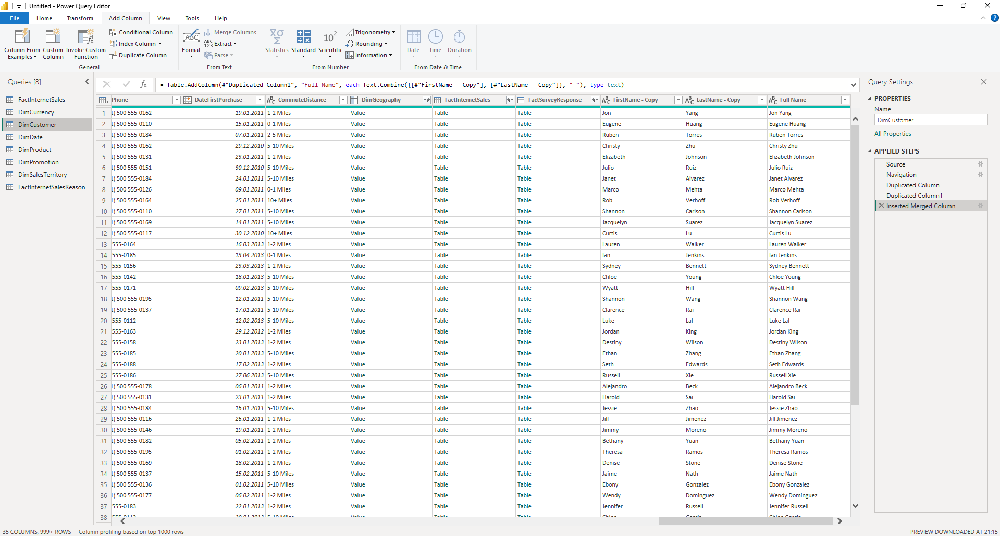 Untitled - Power Query Editor
File Home Transform Add Column View Tools Help
Column From Examples
Custom Column
Invoke Custom Function
Conditional Column
Index Column
Duplicate Column
General
Format
Merge Columns
Extract
Parse
From Text
Statistics
Standard
Scientific
Trigonometry
Rounding
Information
From Number
Date
Time
Duration
From Date & Time
Queries [8]
FactInternetSales
DimCurrency
DimCustomer
DimDate
DimProduct
DimPromotion
DimSalesTerritory
FactInternetSalesReason
= Table.AddColumn(#"Duplicated Column1", "Full Name", each Text.Combine({[#"FirstName - Copy"], [#"LastName - Copy"]}, " "), type text)
Phone DateFirstPurchase CommuteDistance DimGeography FactInternetSales FactSurveyResponse FirstName - Copy LastName - Copy Full Name
1 1) 500 555-0162 19.01.2011 1-2 Miles Value Table Table Jon Yang Jon Yang
2 1) 500 555-0110 15.01.2011 0-1 Miles Value Table Table Eugene Huang Eugene Huang
3 1) 500 555-0184 07.01.2011 2-5 Miles Value Table Table Ruben Torres Ruben Torres
4 1) 500 555-0162 29.12.2010 5-10 Miles Value Table Table Christy Zhu Christy Zhu
5 1) 500 555-0131 23.01.2011 1-2 Miles Value Table Table Elizabeth Johnson Elizabeth Johnson
6 1) 500 555-0151 30.12.2010 5-10 Miles Value Table Table Julio Ruiz Julio Ruiz
7 1) 500 555-0184 24.01.2011 5-10 Miles Value Table Table Janet Alvarez Janet Alvarez
8 1) 500 555-0126 09.01.2011 0-1 Miles Value Table Table Marco Mehta Marco Mehta
9 1) 500 555-0164 25.01.2011 10+ Miles Value Table Table Rob Verhoff Rob Verhoff
10 1) 500 555-0110 27.01.2011 5-10 Miles Value Table Table Shannon Carlson Shannon Carlson
11 1) 500 555-0169 14.01.2011 5-10 Miles Value Table Table Jacquelyn Suarez Jacquelyn Suarez
12 1) 500 555-0117 30.12.2010 10+ Miles Value Table Table Curtis Lu Curtis Lu
13 555-0164 16.03.2013 1-2 Miles Value Table Table Lauren Walker Lauren Walker
14 555-0185 13.04.2013 0-1 Miles Value Table Table Ian Jenkins Ian Jenkins
15 555-0156 23.03.2013 1-2 Miles Value Table Table Sydney Bennett Sydney Bennett
16 555-0142 18.01.2013 5-10 Miles Value Table Table Chloe Young Chloe Young
17 555-0171 09.02.2013 5-10 Miles Value Table Table Wyatt Hill Wyatt Hill
18 1) 500 555-0195 12.01.2011 5-10 Miles Value Table Table Shannon Wang Shannon Wang
19 1) 500 555-0137 17.01.2011 5-10 Miles Value Table Table Clarence Rai Clarence Rai
20 555-0112 12.02.2013 5-10 Miles Value Table Table Luke Lal Luke Lal
21 555-0163 29.12.2012 1-2 Miles Value Table Table Jordan King Jordan King
22 555-0158 23.01.2013 1-2 Miles Value Table Table Destiny Wilson Destiny Wilson
23 555-0185 20.01.2013 5-10 Miles Value Table Table Ethan Zhang Ethan Zhang
24 555-0188 17.02.2013 1-2 Miles Value Table Table Seth Edwards Seth Edwards
25 555-0186 27.06.2013 5-10 Miles Value Table Table Russell Xie Russell Xie
26 1) 500 555-0178 06.01.2011 1-2 Miles Value Table Table Alejandro Beck Alejandro Beck
27 1) 500 555-0131 23.01.2011 1-2 Miles Value Table Table Harold Sai Harold Sai
28 1) 500 555-0184 16.01.2011 5-10 Miles Value Table Table Jessie Zhao Jessie Zhao
29 1) 500 555-0116 26.01.2011 1-2 Miles Value Table Table Jill Jimenez Jill Jimenez
30 1) 500 555-0146 19.01.2011 1-2 Miles Value Table Table Jimmy Moreno Jimmy Moreno
31 1) 500 555-0182 05.02.2011 1-2 Miles Value Table Table Bethany Yuan Bethany Yuan
32 1) 500 555-0195 01.02.2011 1-2 Miles Value Table Table Theresa Ramos Theresa Ramos
33 1) 500 555-0169 18.02.2011 1-2 Miles Value Table Table Denise Stone Denise Stone
34 1) 500 555-0137 15.02.2011 5-10 Miles Value Table Table Jaime Nath Jaime Nath
35 1) 500 555-0136 01.02.2011 5-10 Miles Value Table Table Ebony Gonzalez Ebony Gonzalez
36 1) 500 555-0177 06.02.2011 1-2 Miles Value Table Table Wendy Dominguez Wendy Dominguez
37 555-0183 22.01.2013 1-2 Miles Value Table Table Jennifer Russell Jennifer Russell
38
Query Settings
PROPERTIES
Name
DimCustomer
All Properties
APPLIED STEPS
Source
Navigation
Duplicated Column
Duplicated Column1
Inserted Merged Column
35 COLUMNS, 999+ ROWS Column profiling based on top 1000 rows
PREVIEW DOWNLOADED AT 21:15